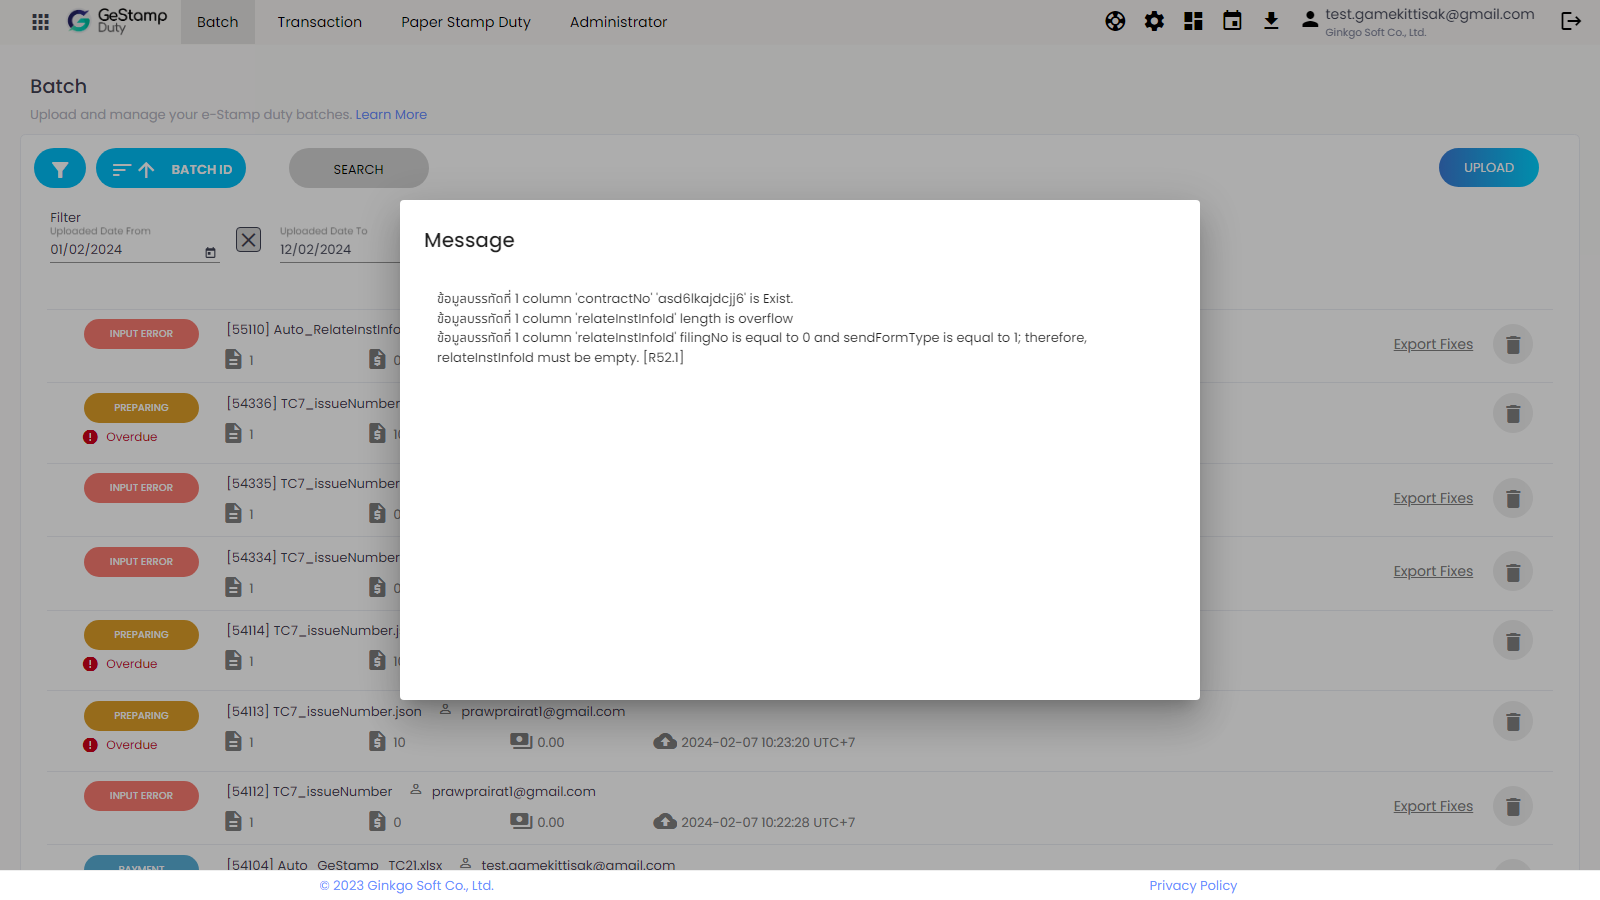 GeStamp
Duty
Batch
Transaction
Paper Stamp Duty
Administrator
test.gamekittisak@gmail.com
Ginkgo Soft Co., Ltd.
Batch
Upload and manage your e-Stamp duty batches. Learn More
BATCH ID
SEARCH
UPLOAD
Filter
Uploaded Date From
01/02/2024
Uploaded Date To
12/02/2024
Message
ข้อมูลบรรทัดที่ 1 column 'contractNo' 'asd6lkajdcjj6' is Exist.
ข้อมูลบรรทัดที่ 1 column 'relateInstInfoId' length is overflow
ข้อมูลบรรทัดที่ 1 column 'relateInstInfoId' filingNo is equal to 0 and sendFormType is equal to 1; therefore,
relateInstInfoId must be empty. [R52.1]
INPUT ERROR
[55110] Auto_RelateInstInfo
1
Export Fixes
PREPARING
[54336] TC7_issueNumber
Overdue
1
10
INPUT ERROR
[54335] TC7_issueNumber
1
0
Export Fixes
INPUT ERROR
[54334] TC7_issueNumber
1
0
Export Fixes
PREPARING
[54114] TC7_issueNumber.j
Overdue
1
10
PREPARING
[54113] TC7_issueNumber.json
prawprairat1@gmail.com
Overdue
1
10
0.00
2024-02-07 10:23:20 UTC+7
INPUT ERROR
[54112] TC7_issueNumber
prawprairat1@gmail.com
1
0
0.00
2024-02-07 10:22:28 UTC+7
Export Fixes
PAYMENT
[54104] Auto_GeStamp_TC21.xlsx
test.gamekittisak@gmail.com
© 2023 Ginkgo Soft Co., Ltd.
Privacy Policy